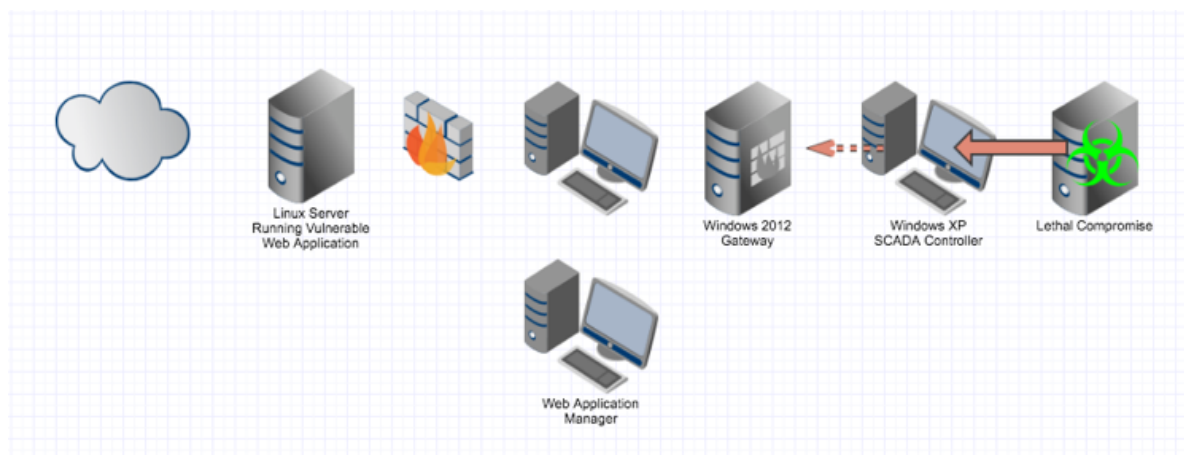 Linux Server
Running Vulnerable
Web Application
Windows 2012
Gateway
Windows XP
SCADA Controller
Lethal Compromise
Web Application
Manager